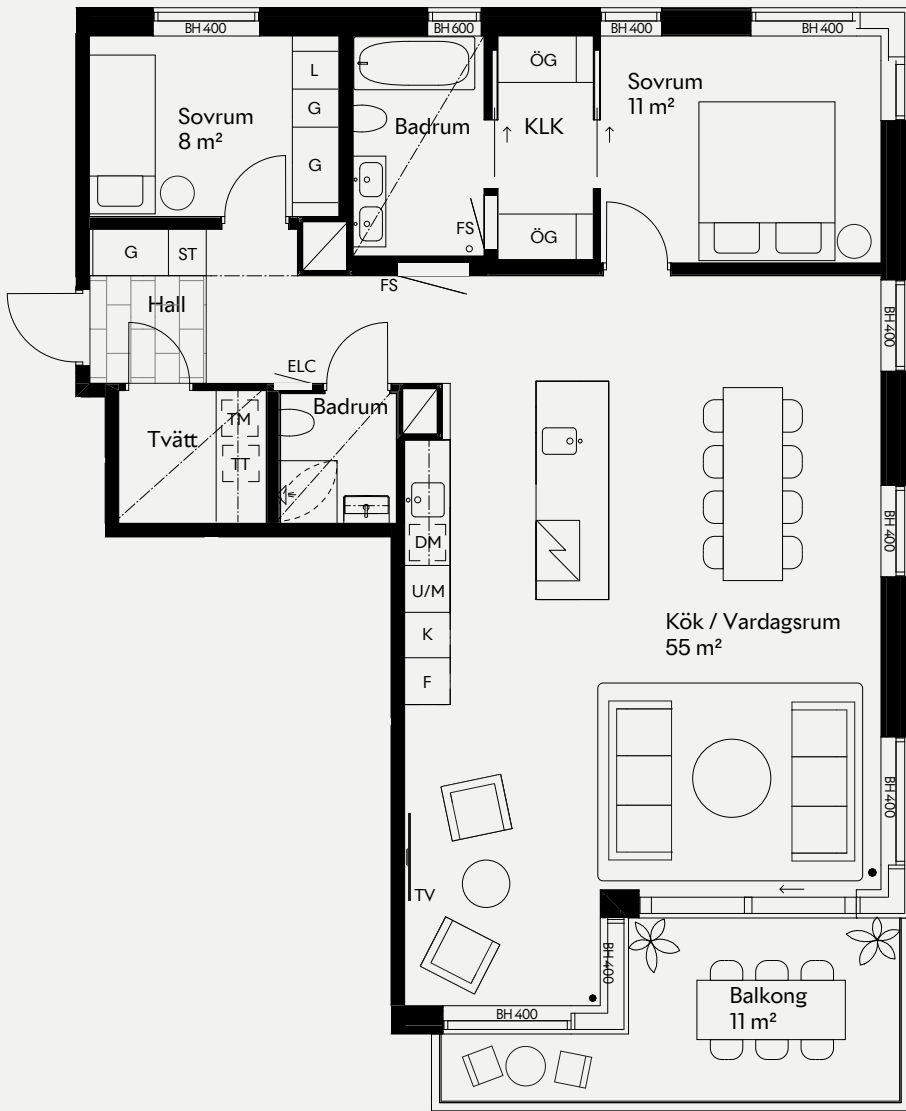 BH 400
BH 600
BH 400
BH 400
L
G
G
Sovrum
8 m²
Badrum
ÖG
KLK
ÖG
FS
Sovrum
11 m²
G
ST
Hall
FS
ELC
BH 400
Tvätt
TM
TT
Badrum
DM
U/M
K
F
BH 400
Kök / Vardagsrum
55 m²
BH 400
TV
BH 400
BH 400
Balkong
11 m²